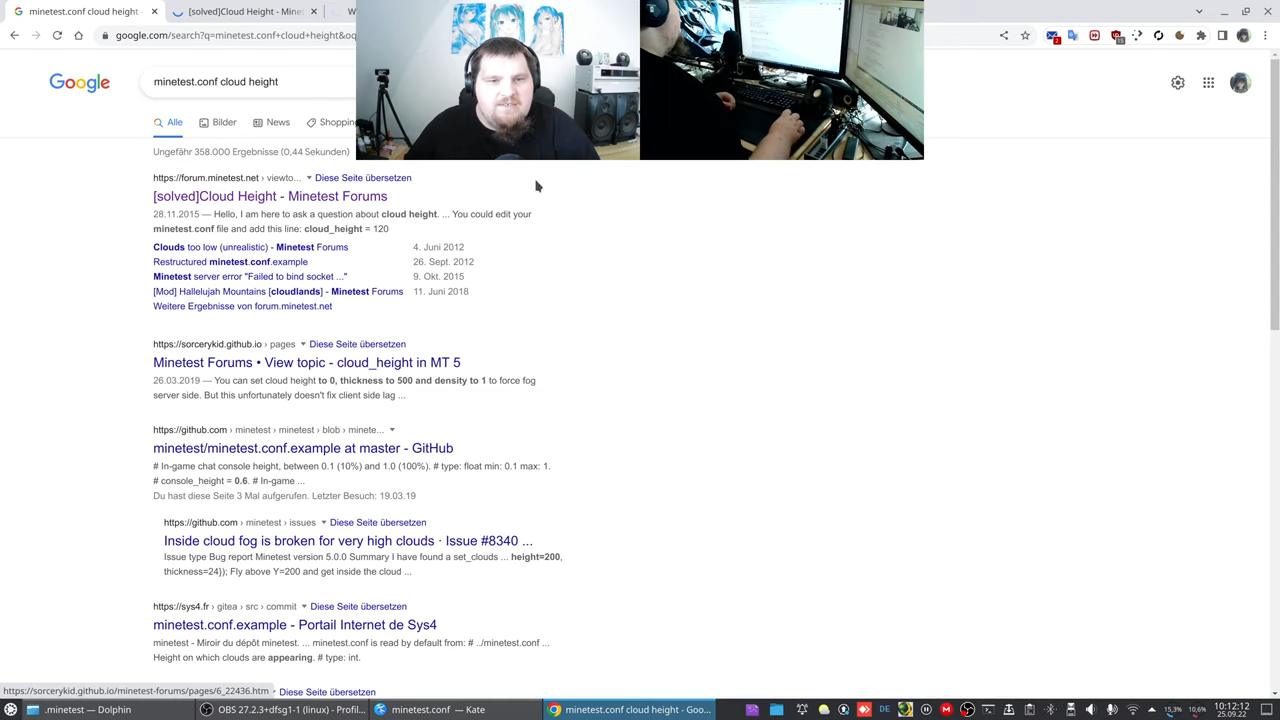 minetest.conf cloud height -
[solved]Cloud Height - Minetest
W
google.com/search?q=minetest.conf+cloud+height&oq
Google
minetest.conf cloud height
Alle
Bilder
News
Shopping
Ungefähr 358.000 Ergebnisse (0,44 Sekunden)
https://forum.minetest.net › viewto... Diese Seite übersetzen
[solved]Cloud Height - Minetest Forums
28.11.2015 — Hello, I am here to ask a question about cloud height. ... You could edit your
minetest.conf file and add this line: cloud_height = 120
Clouds too low (unrealistic) - Minetest Forums 4. Juni 2012
Restructured minetest.conf.example 26. Sept. 2012
Minetest server error "Failed to bind socket ..." 9. Okt. 2015
[Mod] Hallelujah Mountains [cloudlands] - Minetest Forums 11. Juni 2018
Weitere Ergebnisse von forum.minetest.net
https://sorcerykid.github.io › pages Diese Seite übersetzen
Minetest Forums • View topic - cloud_height in MT 5
26.03.2019 — You can set cloud height to 0, thickness to 500 and density to 1 to force fog
server side. But this unfortunately doesn't fix client side lag ...
https://github.com › minetest › minetest › blob › minete...
minetest/minetest.conf.example at master - GitHub
# In-game chat console height, between 0.1 (10%) and 1.0 (100%). # type: float min: 0.1 max: 1.
# console_height = 0.6. # In-game ...
Du hast diese Seite 3 Mal aufgerufen. Letzter Besuch: 19.03.19
https://github.com › minetest › issues Diese Seite übersetzen
Inside cloud fog is broken for very high clouds · Issue #8340 ...
Issue type Bug report Minetest version 5.0.0 Summary I have found a set_clouds ... height=200,
thickness=24}); Fly above Y=200 and get inside the cloud ...
https://sys4.fr › gitea › src › commit Diese Seite übersetzen
minetest.conf.example - Portail Internet de Sys4
minetest - Miroir du dépôt minetest. ... minetest.conf is read by default from: # ../minetest.conf ...
Height on which clouds are appearing. # type: int.
https://sorcerykid.github.io/minetest-forums/pages/6_22436.htm Diese Seite übersetzen
.minetest — Dolphin
OBS 27.2.3+dfsg1-1 (linux) - Profil...
minetest.conf — Kate
minetest.conf cloud height - Goo...
DE
15,3%
10,6%
10:12:12
25.09.22